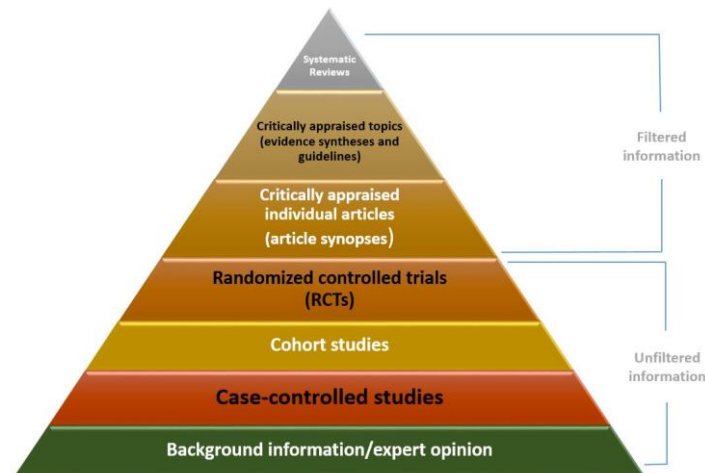 Systematic
Reviews
Critically appraised topics
(evidence syntheses and
guidelines)
Filtered
information
Critically appraised
individual articles
(article synopses)
Randomized controlled trials
(RCTs)
Cohort studies
Unfiltered
information
Case-controlled studies
Background information/expert opinion